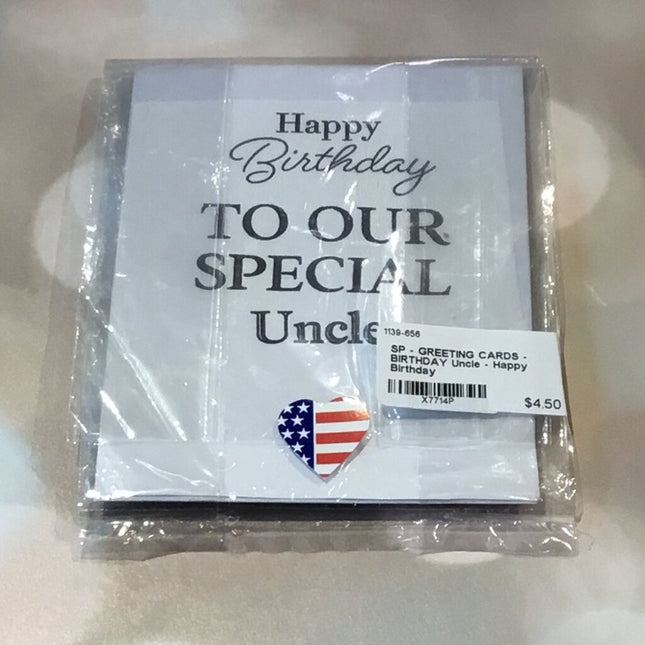 Happy
Birthday
TO OUR
SPECIAL
Uncle
1139-656
SP - GREETING CARDS -
BIRTHDAY Uncle - Happy
Birthday
X7714P
$4.50